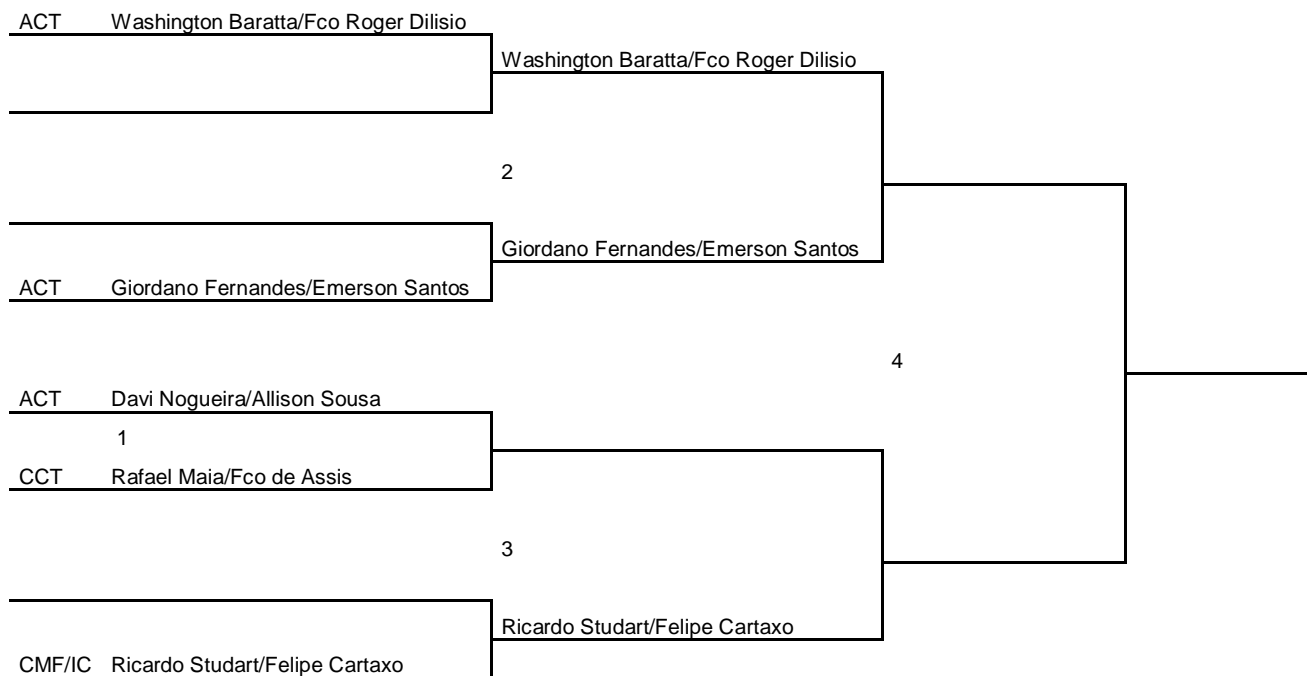 ACT Washington Baratta/Fco Roger Dilisio
Washington Baratta/Fco Roger Dilisio
2
Giordano Fernandes/Emerson Santos
ACT Giordano Fernandes/Emerson Santos
4
ACT Davi Nogueira/Allison Sousa
1
CCT Rafael Maia/Fco de Assis
3
Ricardo Studart/Felipe Cartaxo
CMF/IC Ricardo Studart/Felipe Cartaxo